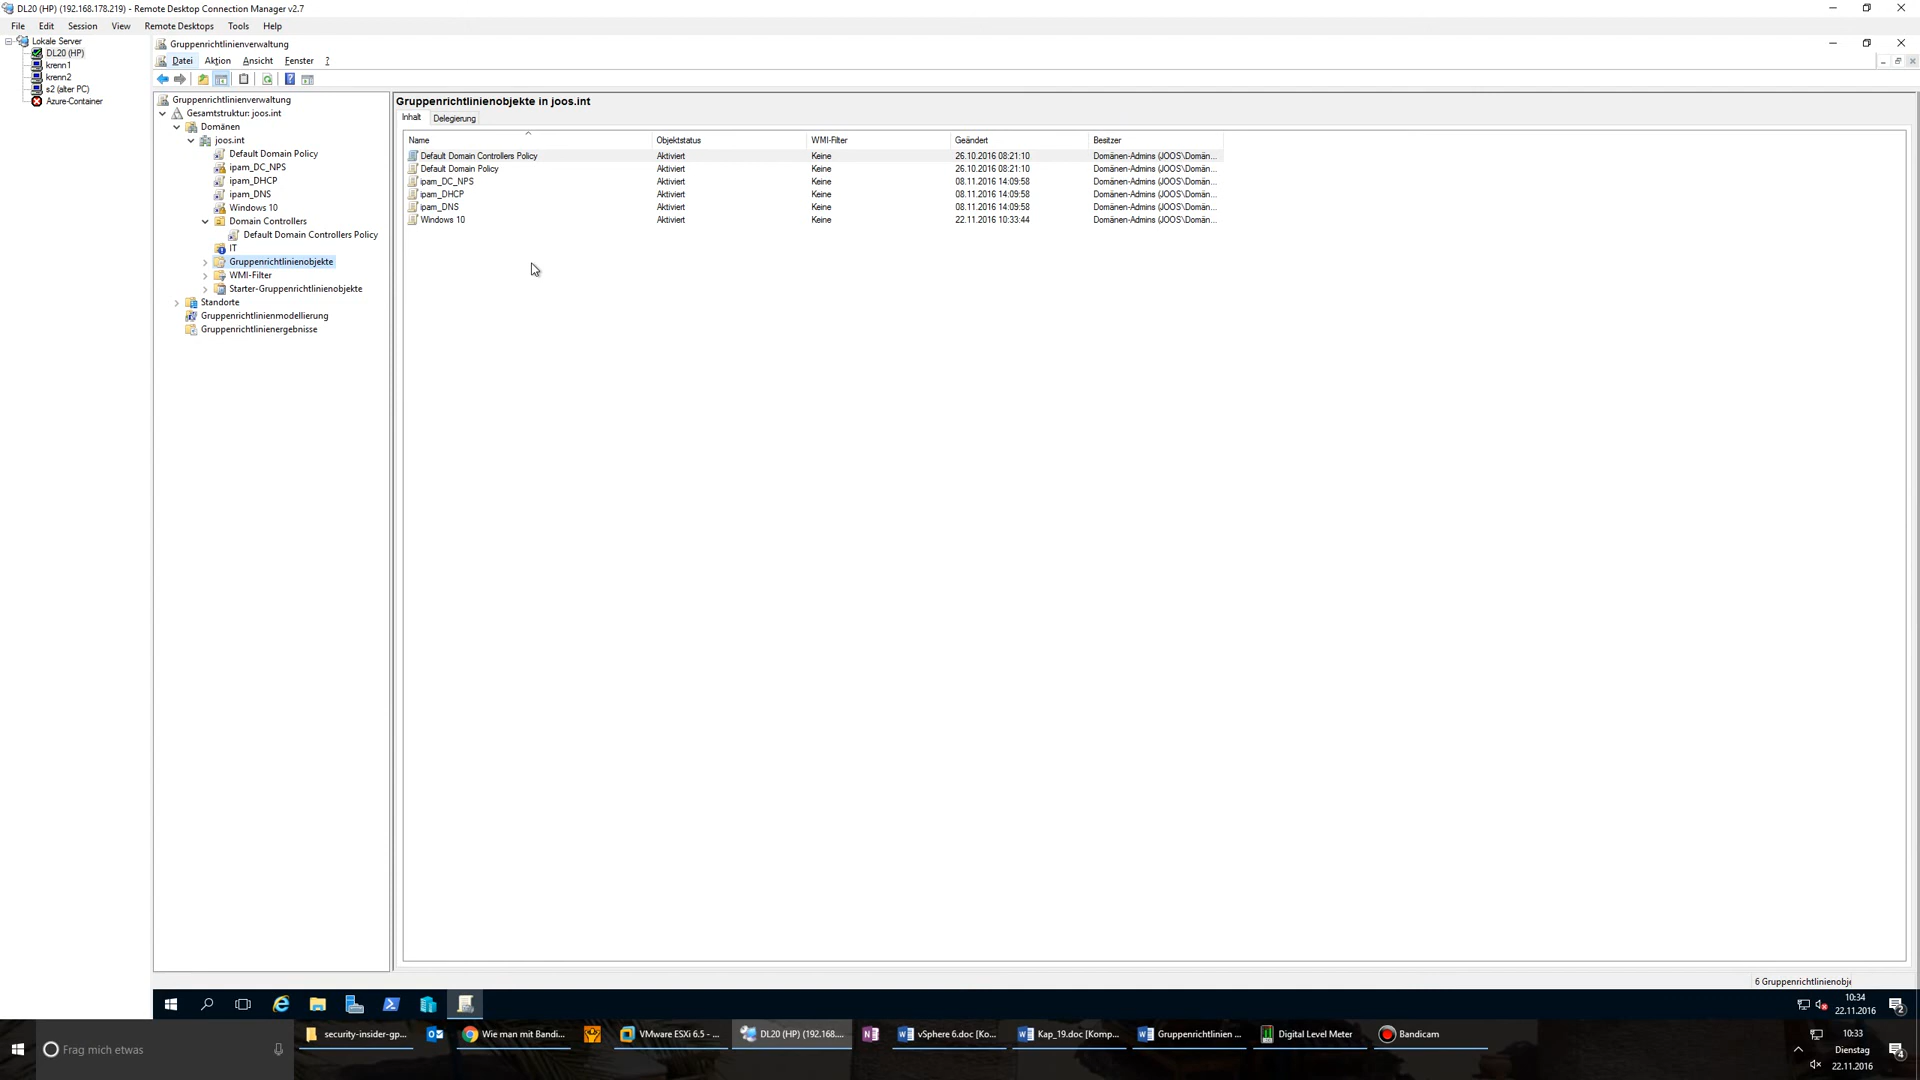 DL20 (HP) (192.168.178.219) - Remote Desktop Connection Manager v2.7
File Edit Session View Remote Desktops Tools Help
Lokale Server
DL20 (HP)
krenn1
krenn2
s2 (alter PC)
Azure-Container
Gruppenrichtlinienverwaltung
Datei Aktion Ansicht Fenster ?
Gruppenrichtlinienverwaltung
Gesamtstruktur: joos.int
Domänen
joos.int
Default Domain Policy
ipam_DC_NPS
ipam_DHCP
ipam_DNS
Windows 10
Domain Controllers
Default Domain Controllers Policy
IT
Gruppenrichtlinienobjekte
WMI-Filter
Starter-Gruppenrichtlinienobjekte
Standorte
Gruppenrichtlinienmodellierung
Gruppenrichtlinienergebnisse
Gruppenrichtlinienobjekte in joos.int
Inhalt Delegierung
Name Objektstatus WMI-Filter Geändert Besitzer
Default Domain Controllers Policy Aktiviert Keine 26.10.2016 08:21:10 Domänen-Admins (JOOS\Domän...
Default Domain Policy Aktiviert Keine 26.10.2016 08:21:10 Domänen-Admins (JOOS\Domän...
ipam_DC_NPS Aktiviert Keine 08.11.2016 14:09:58 Domänen-Admins (JOOS\Domän...
ipam_DHCP Aktiviert Keine 08.11.2016 14:09:58 Domänen-Admins (JOOS\Domän...
ipam_DNS Aktiviert Keine 08.11.2016 14:09:58 Domänen-Admins (JOOS\Domän...
Windows 10 Aktiviert Keine 22.11.2016 10:33:44 Domänen-Admins (JOOS\Domän...
6 Gruppenrichtlinienobje
10:34
22.11.2016
2
Frag mich etwas
security-insider-gp...
Wie man mit Bandi...
VMware ESXi 6.5 - ...
DL20 (HP) (192.168....
vSphere 6.doc [Ko...
Kap_19.doc [Komp...
Gruppenrichtlinien ...
Digital Level Meter
Bandicam
10:33
Dienstag
22.11.2016
4